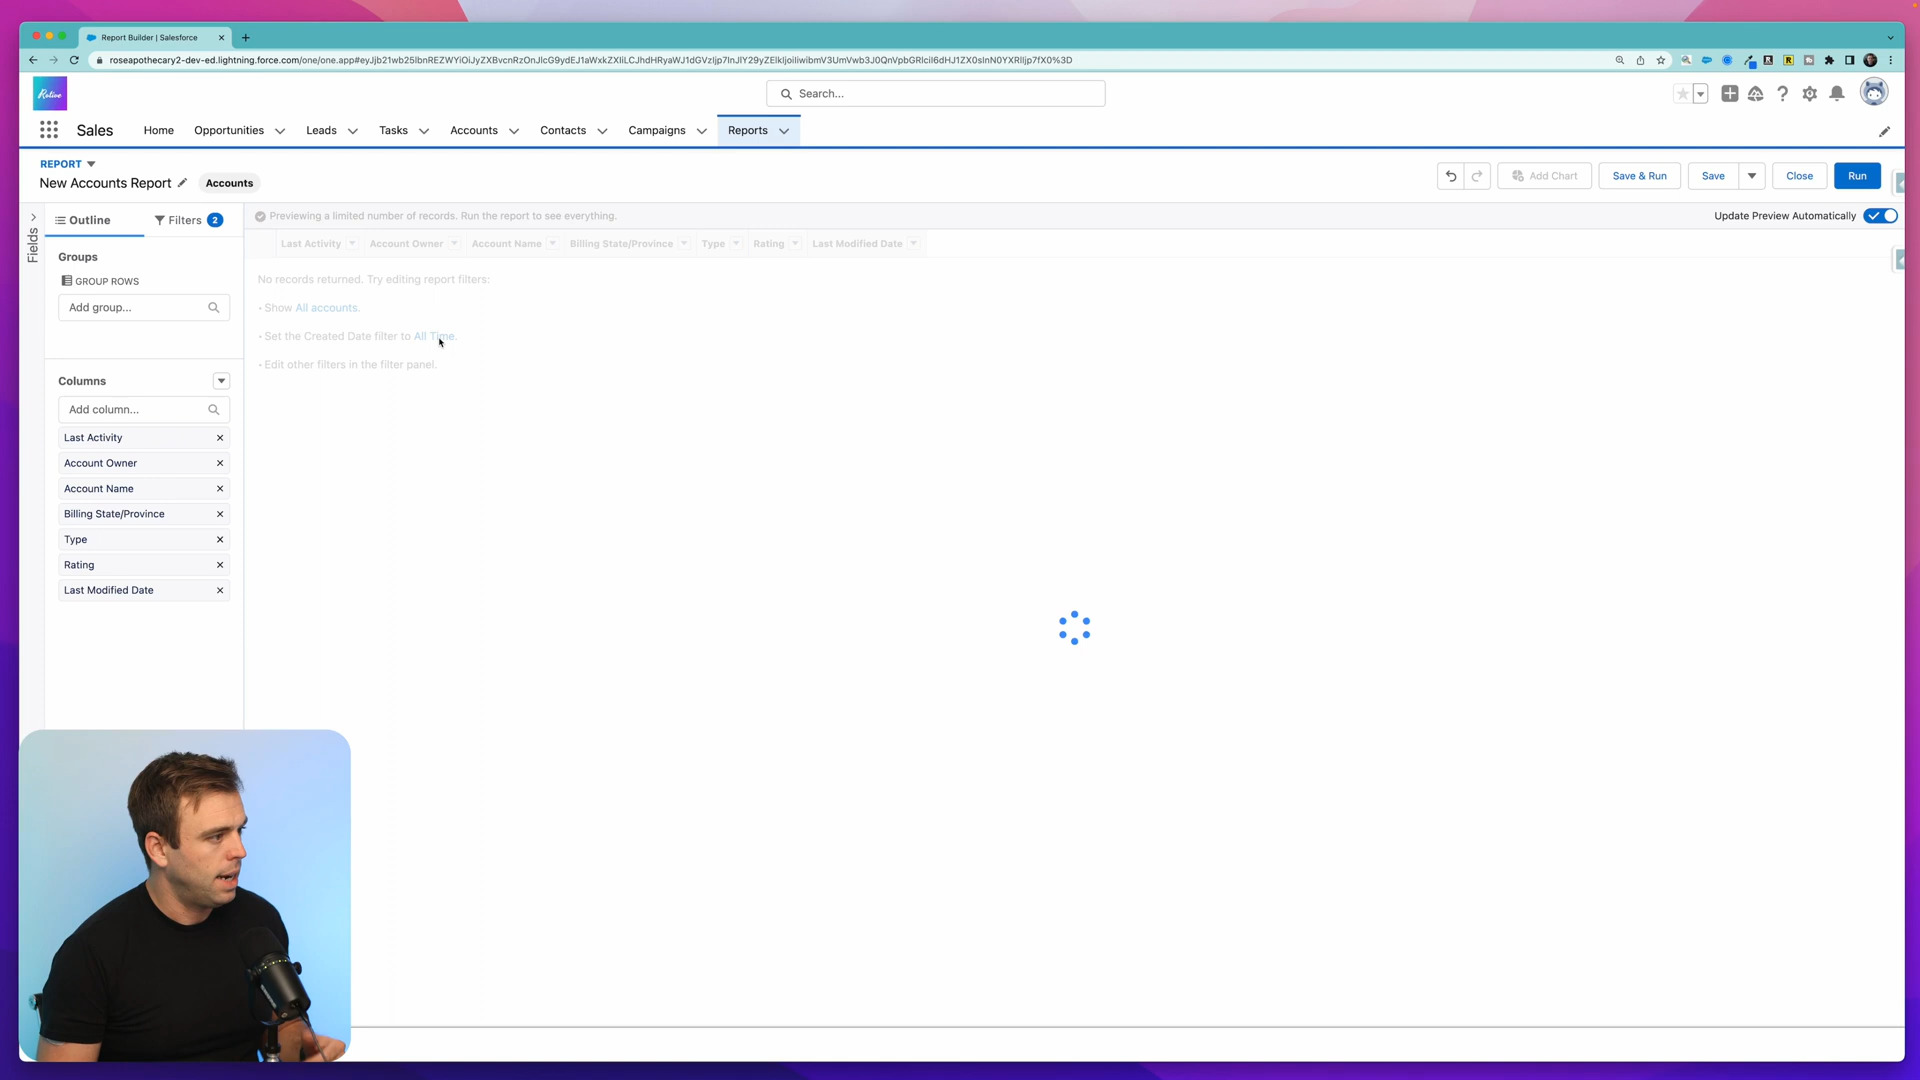 Report Builder | Salesforce
roseapothecary2-dev-ed.lightning.force.com/one/one.app#eyJjb21wb25lbnREZWYiOiJyZXBvcnRzOnJlcG9ydEJ1aWxkZXIiLCJhdHRyaWJ1dGVzIjp7InJlY29yZElkIjoiIiwibmV3UmVwb3J0QnVpbGRlciI6dHJ1ZX0sInN0YXRlIjp7fX0%3D
Rotive
Search...
Sales
Home
Opportunities
Leads
Tasks
Accounts
Contacts
Campaigns
Reports
REPORT
New Accounts Report
Accounts
Add Chart
Save & Run
Save
Close
Run
Fields
Outline
Filters 2
Previewing a limited number of records. Run the report to see everything.
Update Preview Automatically
Groups
GROUP ROWS
Add group...
Columns
Add column...
Last Activity
Account Owner
Account Name
Billing State/Province
Type
Rating
Last Modified Date
Last Activity
Account Owner
Account Name
Billing State/Province
Type
Rating
Last Modified Date
No records returned. Try editing report filters:
• Show All accounts.
• Set the Created Date filter to All Time.
• Edit other filters in the filter panel.